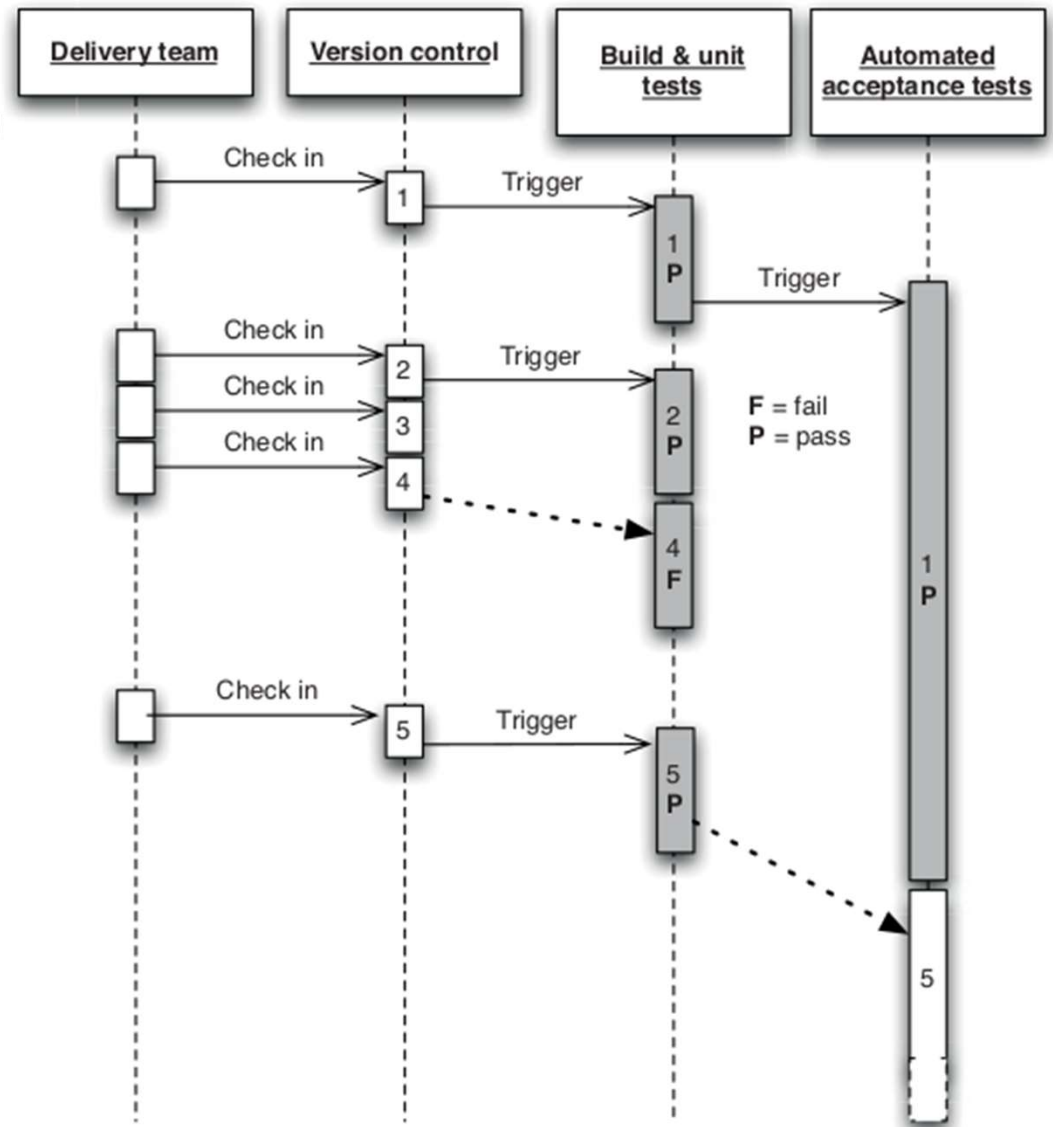 Delivery team
Version control
Build & unit
tests
Automated
acceptance tests
Check in
1
Trigger
1
P
Trigger
Check in
2
Trigger
Check in
3
Check in
4
2
P
F = fail
P = pass
4
F
1
P
Check in
5
Trigger
5
P
5